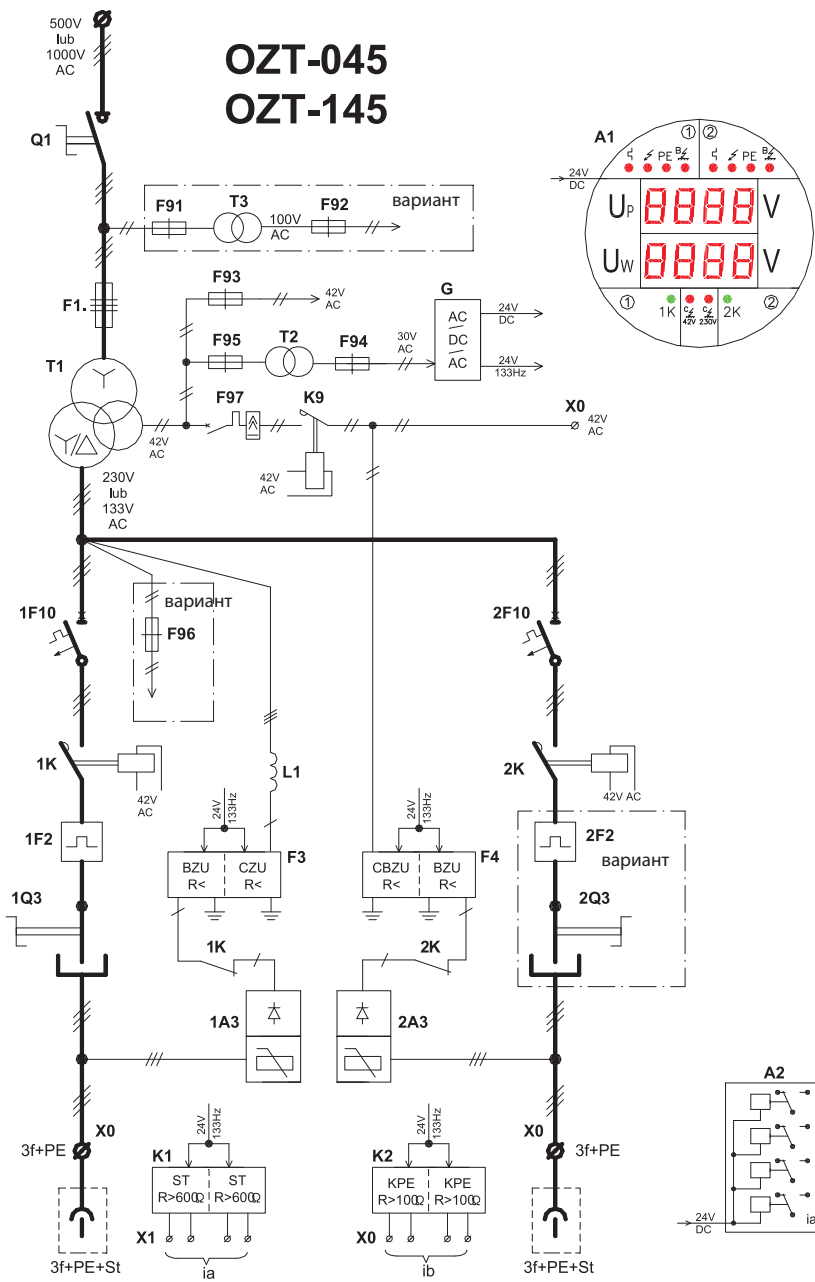 500V
lub
1000V
AC
OZT-045
OZT-145
Q1
A1
① ②
PE B
PE B
24V
DC
UP 8888 V
UW 8888 V
① 1K C 42V C 230V 2K ②
F91
T3
100V
AC
F92
вариант
F1.
F93
42V
AC
G
AC
DC
AC
24V
DC
24V
133Hz
F95
T2
F94
30V
AC
T1
42V
AC
F97
K9
42V
AC
X0
42V
AC
230V
lub
133V
AC
1F10
вариант
F96
2F10
1K
42V
AC
L1
2K
42V AC
24V
133Hz
24V
133Hz
1F2
BZU
R<
CZU
R<
F3
CBZU
R<
BZU
R<
F4
2F2
вариант
1Q3
2Q3
1K
2K
1A3
2A3
A2
24V
133Hz
24V
133Hz
X0
3f+PE
K1
ST
R>600Ω
ST
R>600Ω
K2
KPE
R>100Ω
KPE
R>100Ω
X0
3f+PE
X1
ia
X0
ib
24V
DC
ia
3f+PE+St
3f+PE+St